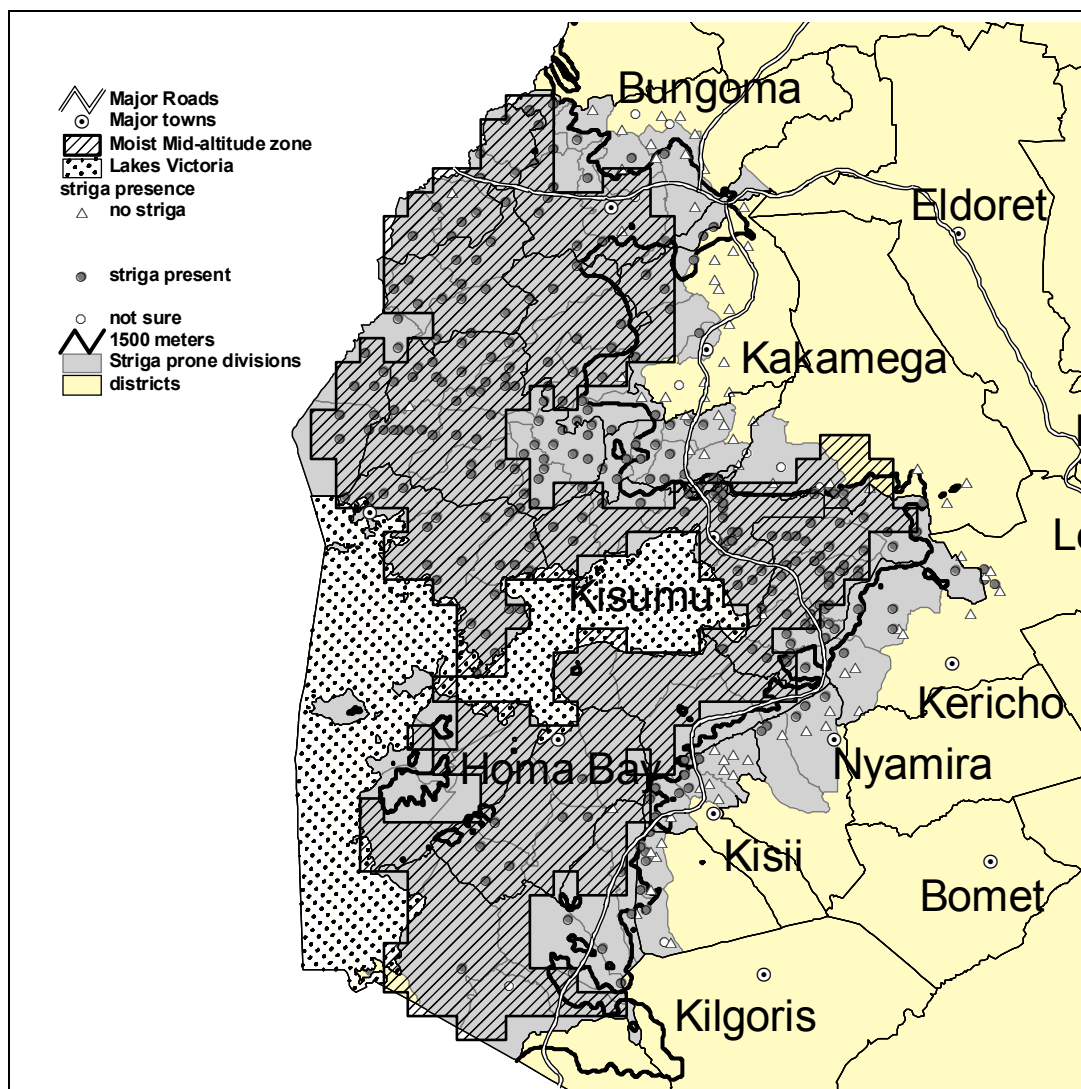 Major Roads
Major towns
Moist Mid-altitude zone
Lakes Victoria
striga presence
no striga
striga present
not sure
1500 meters
Striga prone divisions
districts
Bungoma
Eldoret
Kakamega
Kisumu
Kericho
Homa Bay
Nyamira
Kisii
Bomet
Kilgoris